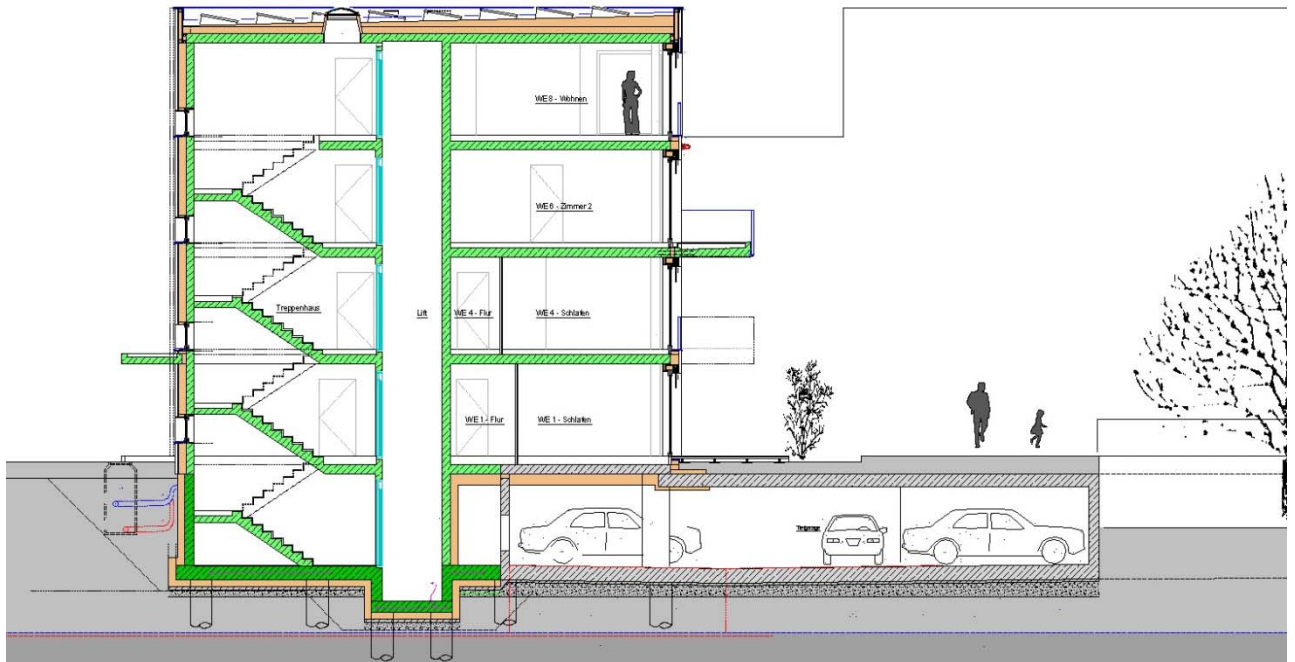 WE 8 - Wohnen
WE 6 - Zimmer 2
Treppenhaus
Lift
WE 4 - Flur
WE 4 - Schlafen
WE 1 - Flur
WE 1 - Schlafen